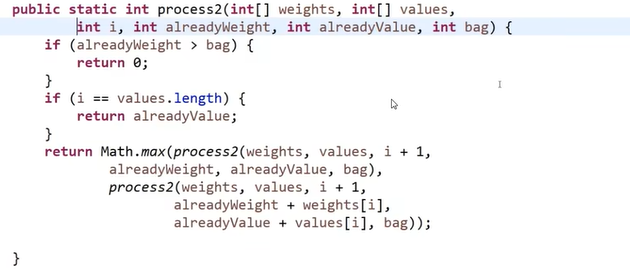 public static int process2(int[] weights, int[] values,
        int i, int alreadyWeight, int alreadyValue, int bag) {
    if (alreadyWeight > bag) {
        return 0;
    }
    if (i == values.length) {
        return alreadyValue;
    }
    return Math.max(process2(weights, values, i + 1,
            alreadyWeight, alreadyValue, bag),
            process2(weights, values, i + 1,
                    alreadyWeight + weights[i],
                    alreadyValue + values[i], bag));
}